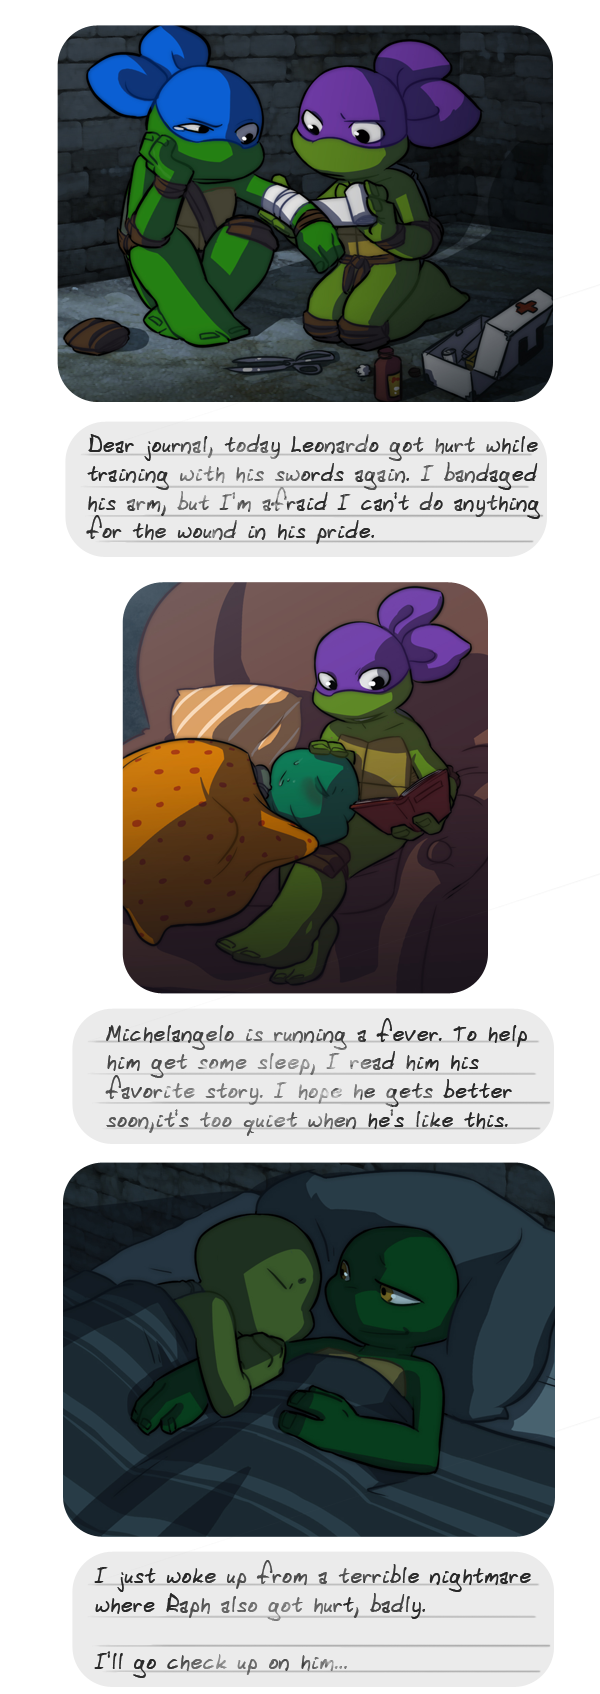 Dear journal, today Leonardo got hurt while
training with his swords again. I bandaged
his arm, but I'm afraid I can't do anything
for the wound in his pride.
Michelangelo is running a fever. To help
him get some sleep, I read him his
favorite story. I hope he gets better
soon,it's too quiet when he's like this.
I just woke up from a terrible nightmare
where Raph also got hurt, badly.
I'll go check up on him...